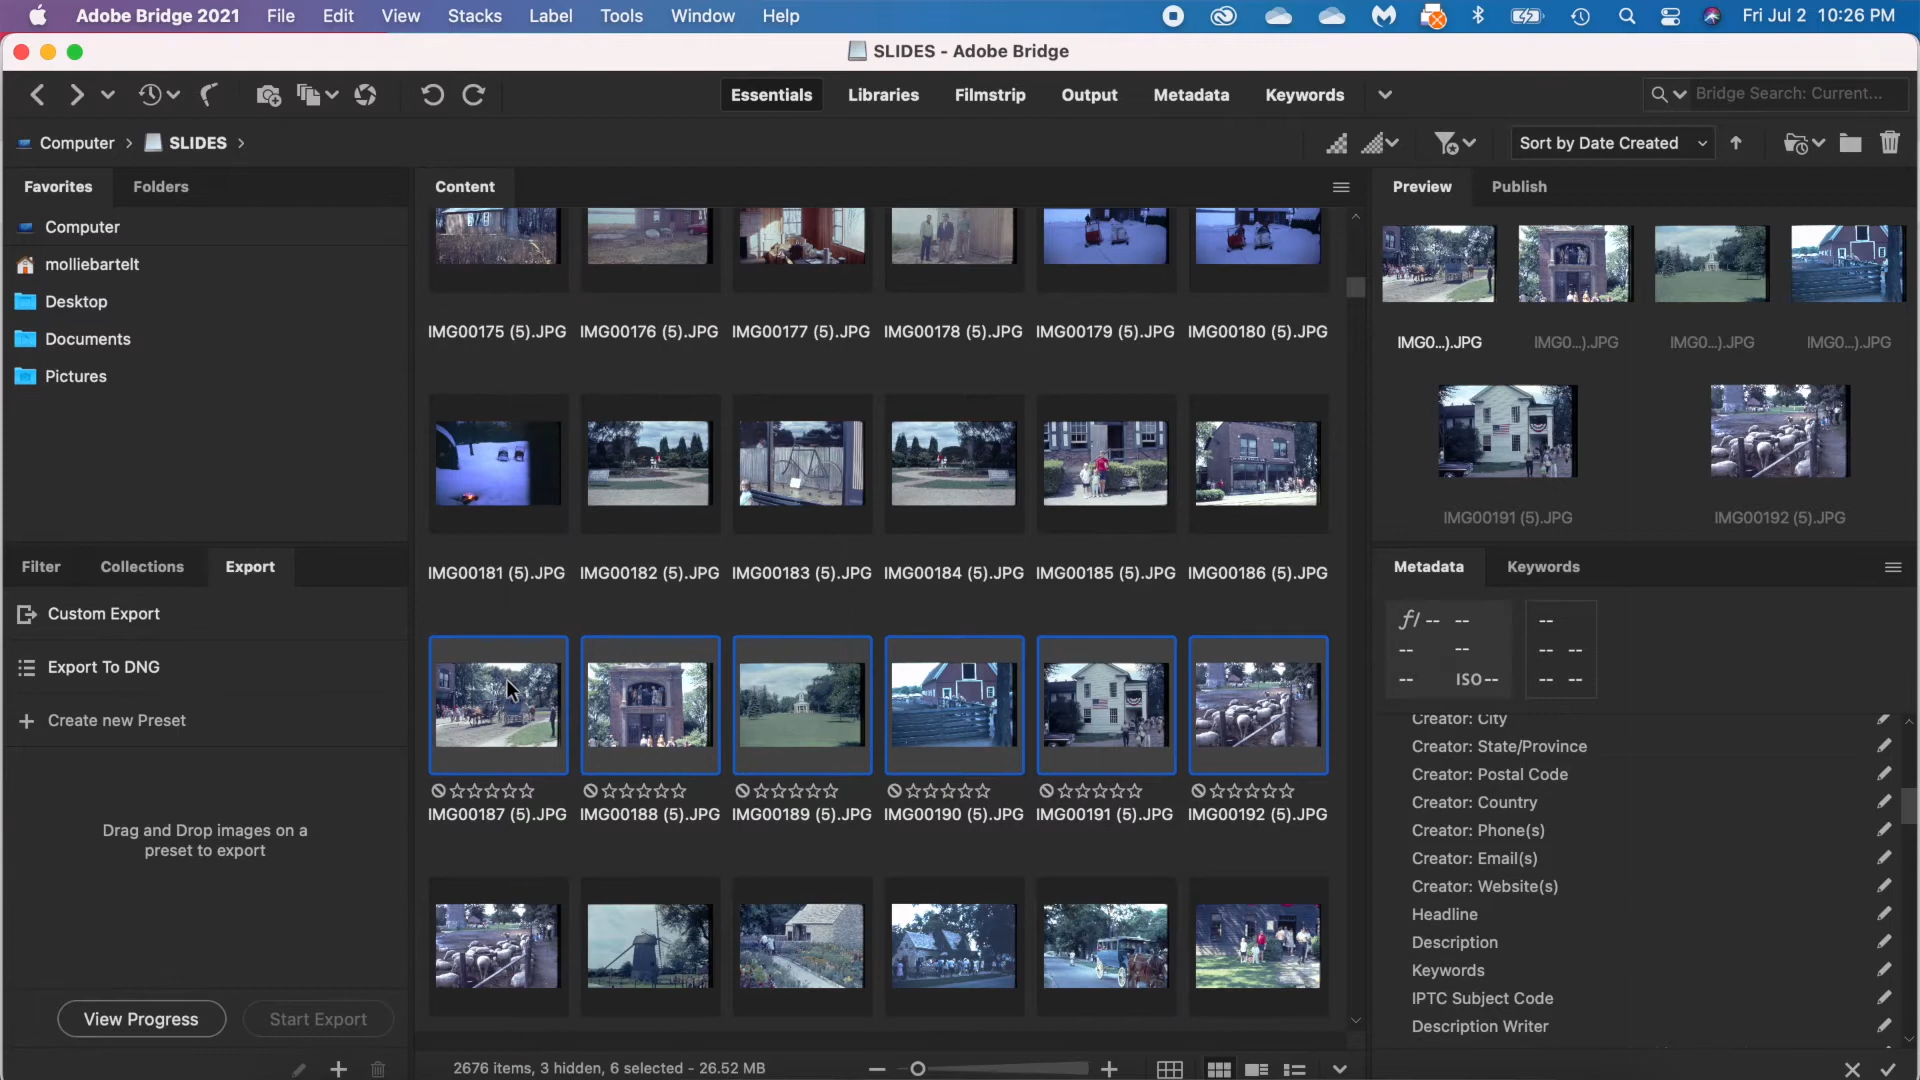 Adobe Bridge 2021 File Edit View Stacks Label Tools Window Help Fri Jul 2 10:26 PM
SLIDES - Adobe Bridge
Essentials Libraries Filmstrip Output Metadata Keywords Bridge Search: Current...
Computer SLIDES Sort by Date Created
Favorites Folders
Computer
molliebartelt
Desktop
Documents
Pictures
Filter Collections Export
Custom Export
Export To DNG
Create new Preset
Drag and Drop images on a
preset to export
View Progress Start Export
Content
IMG00175 (5).JPG IMG00176 (5).JPG IMG00177 (5).JPG IMG00178 (5).JPG IMG00179 (5).JPG IMG00180 (5).JPG
IMG00181 (5).JPG IMG00182 (5).JPG IMG00183 (5).JPG IMG00184 (5).JPG IMG00185 (5).JPG IMG00186 (5).JPG
IMG00187 (5).JPG IMG00188 (5).JPG IMG00189 (5).JPG IMG00190 (5).JPG IMG00191 (5).JPG IMG00192 (5).JPG
2676 items, 3 hidden, 6 selected - 26.52 MB
Preview Publish
IMG0...).JPG IMG0...).JPG IMG0...).JPG IMG0...).JPG
IMG00191 (5).JPG IMG00192 (5).JPG
Metadata Keywords
f/ -- -- --
-- -- -- --
-- ISO -- -- --
Creator: City
Creator: State/Province
Creator: Postal Code
Creator: Country
Creator: Phone(s)
Creator: Email(s)
Creator: Website(s)
Headline
Description
Keywords
IPTC Subject Code
Description Writer